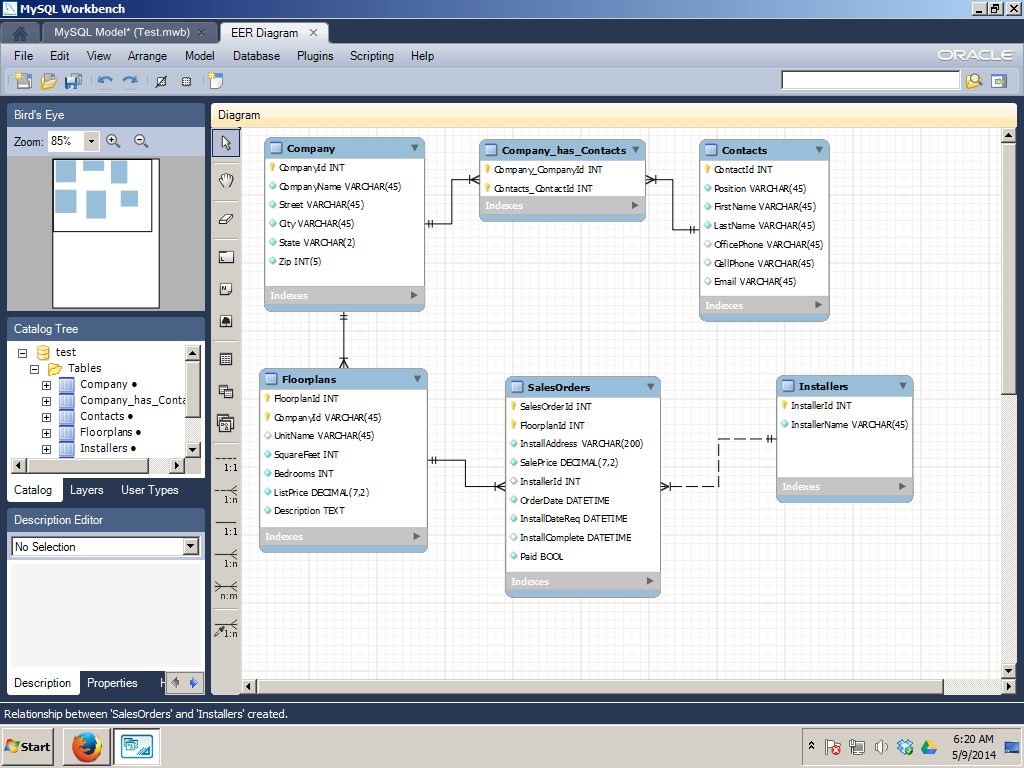 MySQL Workbench
MySQL Model* (Test.mwb)
EER Diagram
File Edit View Arrange Model Database Plugins Scripting Help
ORACLE
Bird's Eye
Zoom: 85%
Diagram
Company
CompanyId INT
CompanyName VARCHAR(45)
Street VARCHAR(45)
City VARCHAR(45)
State VARCHAR(2)
Zip INT(5)
Indexes
Company_has_Contacts
Company_CompanyId INT
Contacts_ContactId INT
Indexes
Contacts
ContactId INT
Position VARCHAR(45)
FirstName VARCHAR(45)
LastName VARCHAR(45)
OfficePhone VARCHAR(45)
CellPhone VARCHAR(45)
Email VARCHAR(45)
Indexes
Catalog Tree
test
Tables
Company
Company_has_Conta
Contacts
Floorplans
Installers
Catalog Layers User Types
Floorplans
FloorplanId INT
CompanyId VARCHAR(45)
UnitName VARCHAR(45)
SquareFeet INT
Bedrooms INT
ListPrice DECIMAL(7,2)
Description TEXT
Indexes
SalesOrders
SalesOrderId INT
FloorplanId INT
InstallAddress VARCHAR(200)
SalePrice DECIMAL(7,2)
InstallerId INT
OrderDate DATETIME
InstallDateReq DATETIME
InstallComplete DATETIME
Paid BOOL
Indexes
Installers
InstallerId INT
InstallerName VARCHAR(45)
Indexes
1:1
1:n
1:1
1:n
n:m
1:n
Description Editor
No Selection
Description Properties H
Relationship between 'SalesOrders' and 'Installers' created.
Start
6:20 AM
5/9/2014